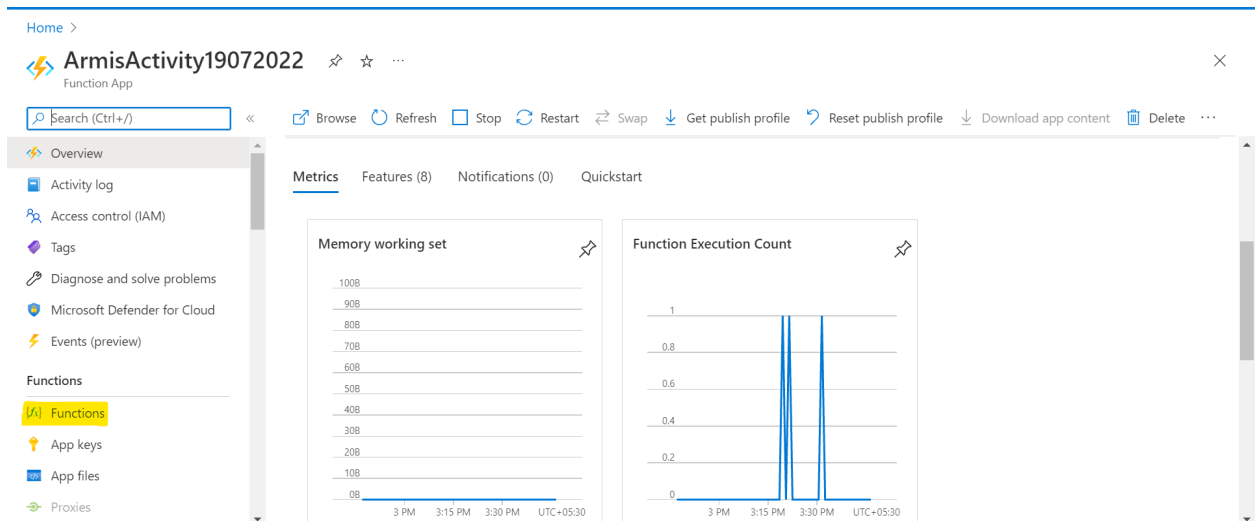 Home >
ArmisActivity19072022
Function App
Search (Ctrl+/)
Browse Refresh Stop Restart Swap Get publish profile Reset publish profile Download app content Delete
Overview
Activity log
Access control (IAM)
Tags
Diagnose and solve problems
Microsoft Defender for Cloud
Events (preview)
Functions
Functions
App keys
App files
Proxies
Metrics Features (8) Notifications (0) Quickstart
Memory working set
100B
90B
80B
70B
60B
50B
40B
30B
20B
10B
0B
3 PM 3:15 PM 3:30 PM UTC+05:30
Function Execution Count
1
0.8
0.6
0.4
0.2
0
3 PM 3:15 PM 3:30 PM UTC+05:30